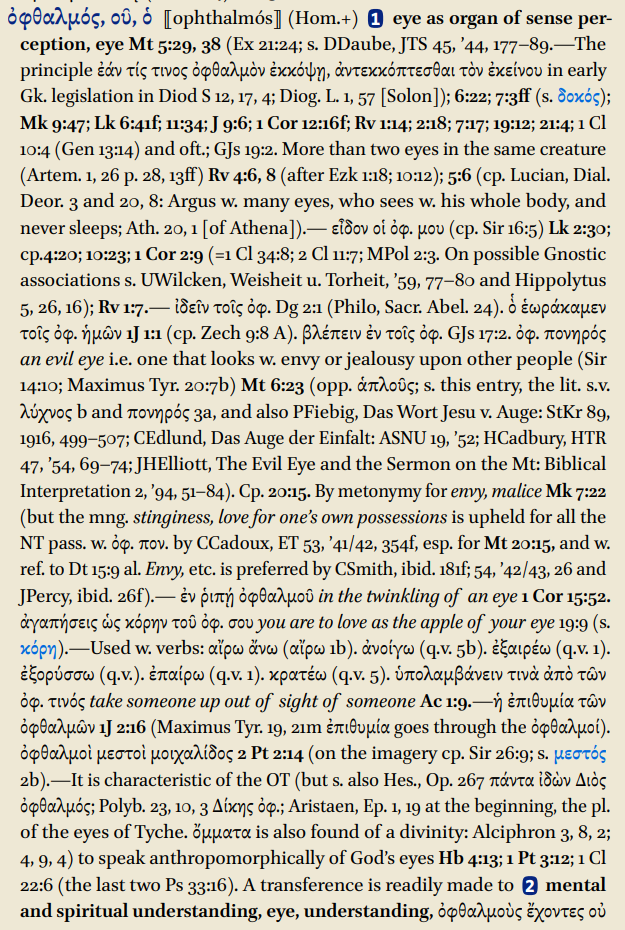 ὀφθαλμός, οῦ, ὁ ⟦ophthalmós⟧ (Hom.+) 1 eye as organ of sense per-
ception, eye Mt 5:29, 38 (Ex 21:24; s. DDaube, JTS 45, ’44, 177–89.—The
principle ἐάν τίς τινος ὀφθαλμὸν ἐκκόψῃ, ἀντεκκόπτεσθαι τὸν ἐκείνου in early
Gk. legislation in Diod S 12, 17, 4; Diog. L. 1, 57 [Solon]); 6:22; 7:3ff (s. δοκός);
Mk 9:47; Lk 6:41f; 11:34; J 9:6; 1 Cor 12:16f; Rv 1:14; 2:18; 7:17; 19:12; 21:4; 1 Cl
10:4 (Gen 13:14) and oft.; GJs 19:2. More than two eyes in the same creature
(Artem. 1, 26 p. 28, 13ff) Rv 4:6, 8 (after Ezk 1:18; 10:12); 5:6 (cp. Lucian, Dial.
Deor. 3 and 20, 8: Argus w. many eyes, who sees w. his whole body, and
never sleeps; Ath. 20, 1 [of Athena]).— εἶδον οἱ ὀφ. μου (cp. Sir 16:5) Lk 2:30;
cp.4:20; 10:23; 1 Cor 2:9 (=1 Cl 34:8; 2 Cl 11:7; MPol 2:3. On possible Gnostic
associations s. UWilcken, Weisheit u. Torheit, ’59, 77–80 and Hippolytus
5, 26, 16); Rv 1:7.— ἰδεῖν τοῖς ὀφ. Dg 2:1 (Philo, Sacr. Abel. 24). ὃ ἑωράκαμεν
τοῖς ὀφ. ἡμῶν 1J 1:1 (cp. Zech 9:8 A). βλέπειν ἐν τοῖς ὀφ. GJs 17:2. ὀφ. πονηρός
an evil eye i.e. one that looks w. envy or jealousy upon other people (Sir
14:10; Maximus Tyr. 20:7b) Mt 6:23 (opp. ἁπλοῦς; s. this entry, the lit. s.v.
λύχνος b and πονηρός 3a, and also PFiebig, Das Wort Jesu v. Auge: StKr 89,
1916, 499–507; CEdlund, Das Auge der Einfalt: ASNU 19, ’52; HCadbury, HTR
47, ’54, 69–74; JHElliott, The Evil Eye and the Sermon on the Mt: Biblical
Interpretation 2, ’94, 51–84). Cp. 20:15. By metonymy for envy, malice Mk 7:22
(but the mng. stinginess, love for one’s own possessions is upheld for all the
NT pass. w. ὀφ. πον. by CCadoux, ET 53, ’41/42, 354f, esp. for Mt 20:15, and w.
ref. to Dt 15:9 al. Envy, etc. is preferred by CSmith, ibid. 181f; 54, ’42/43, 26 and
JPercy, ibid. 26f).— ἐν ῥιπῇ ὀφθαλμοῦ in the twinkling of an eye 1 Cor 15:52.
ἀγαπήσεις ὡς κόρην τοῦ ὀφ. σου you are to love as the apple of your eye 19:9 (s.
κόρη).—Used w. verbs: αἴρω ἄνω (αἴρω 1b). ἀνοίγω (q.v. 5b). ἐξαιρέω (q.v. 1).
ἐξορύσσω (q.v.). ἐπαίρω (q.v. 1). κρατέω (q.v. 5). ὑπολαμβάνειν τινὰ ἀπὸ τῶν
ὀφ. τινός take someone up out of sight of someone Ac 1:9.—ἡ ἐπιθυμία τῶν
ὀφθαλμῶν 1J 2:16 (Maximus Tyr. 19, 21m ἐπιθυμία goes through the ὀφθαλμοί).
ὀφθαλμοὶ μεστοὶ μοιχαλίδος 2 Pt 2:14 (on the imagery cp. Sir 26:9; s. μεστός
2b).—It is characteristic of the OT (but s. also Hes., Op. 267 πάντα ἰδὼν Διὸς
ὀφθαλμός; Polyb. 23, 10, 3 Δίκης ὀφ.; Aristaen, Ep. 1, 19 at the beginning, the pl.
of the eyes of Tyche. ὄμματα is also found of a divinity: Alciphron 3, 8, 2;
4, 9, 4) to speak anthropomorphically of God’s eyes Hb 4:13; 1 Pt 3:12; 1 Cl
22:6 (the last two Ps 33:16). A transference is readily made to 2 mental
and spiritual understanding, eye, understanding, ὀφθαλμοὺς ἔχοντες οὐ